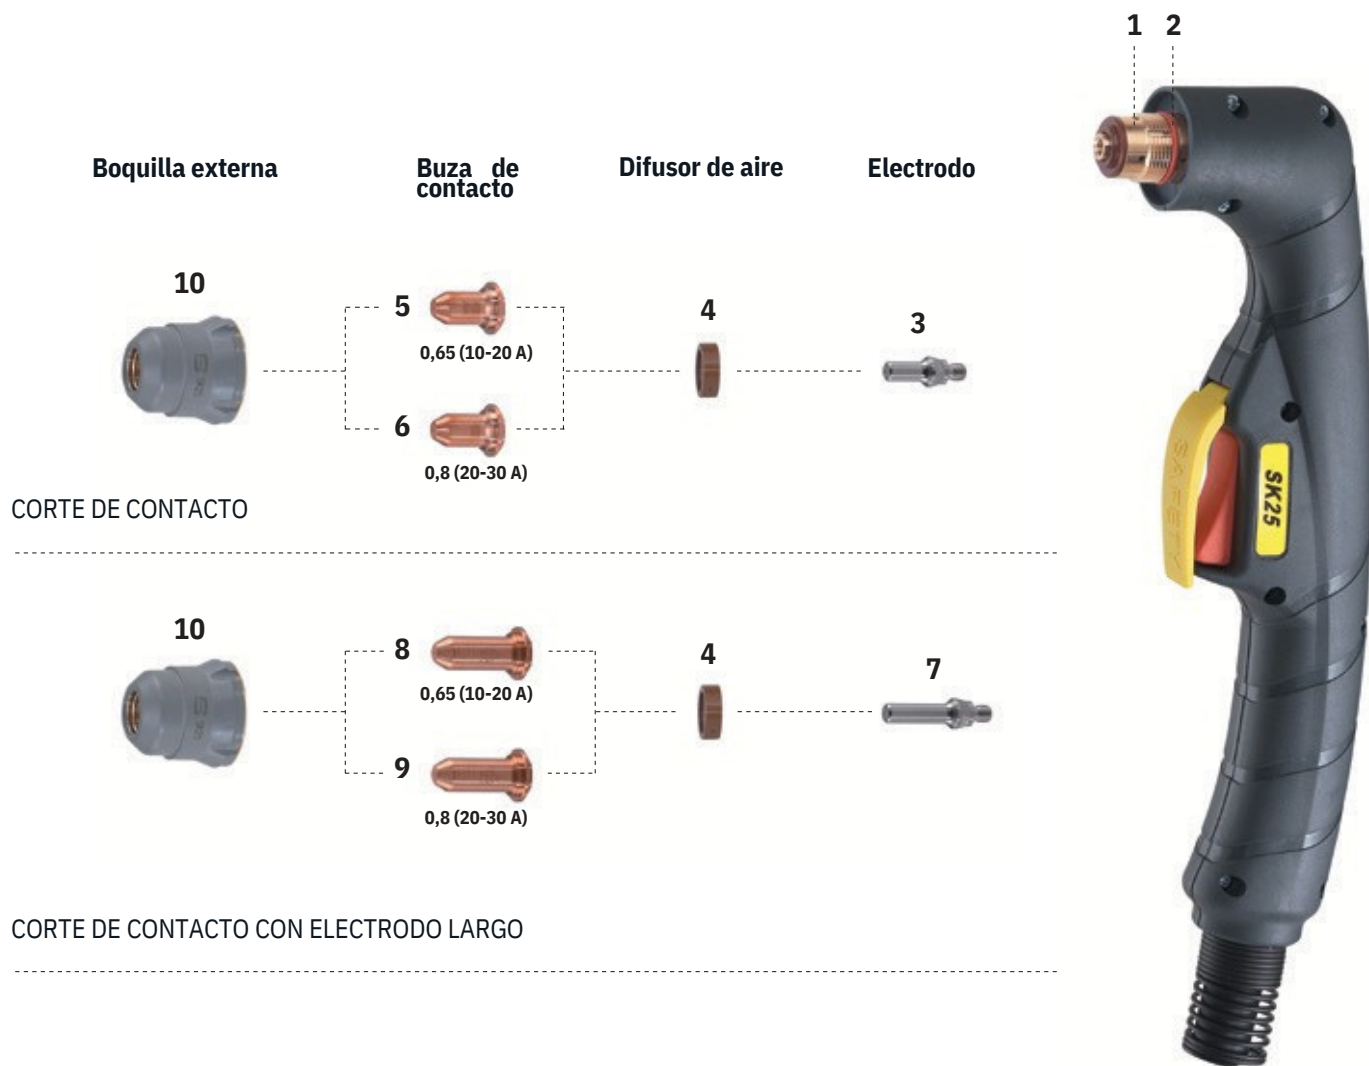 1 2
Boquilla externa
Buza de
contacto
Difusor de aire
Electrodo
10
5
0,65 (10-20 A)
6
0,8 (20-30 A)
4
3
CORTE DE CONTACTO
10
8
0,65 (10-20 A)
9
0,8 (20-30 A)
4
7
CORTE DE CONTACTO CON ELECTRODO LARGO
SAFETY
SK25